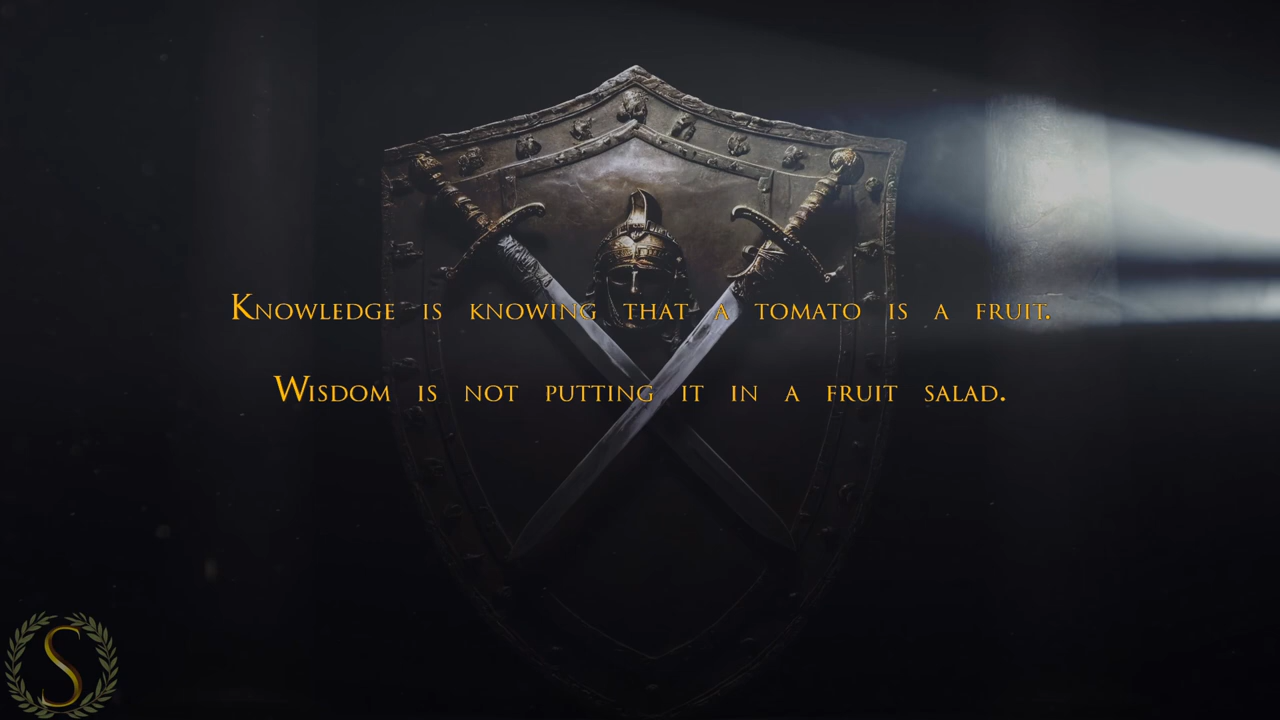 Knowledge is knowing that a tomato is a fruit.
Wisdom is not putting it in a fruit salad.
S